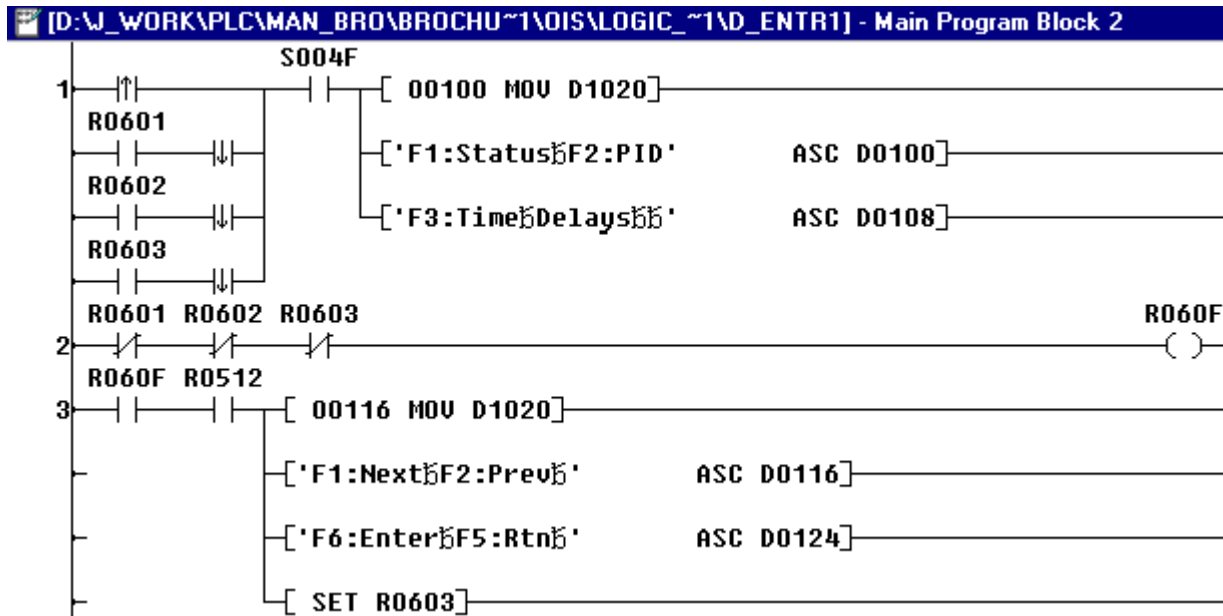 [D:\J_WORK\PLC\MAN_BRO\BROCHU~1\OIS\LOGIC_~1\D_ENTR1] - Main Program Block 2
S004F
1 [ 00100 MOV D1020]
R0601
['F1:Status␢F2:PID' ASC D0100]
R0602
['F3:Time␢Delays␢␢' ASC D0108]
R0603
R0601 R0602 R0603 R060F
2 ( )
R060F R0512
3 [ 00116 MOV D1020]
['F1:Next␢F2:Prev␢' ASC D0116]
['F6:Enter␢F5:Rtn␢' ASC D0124]
[ SET R0603]